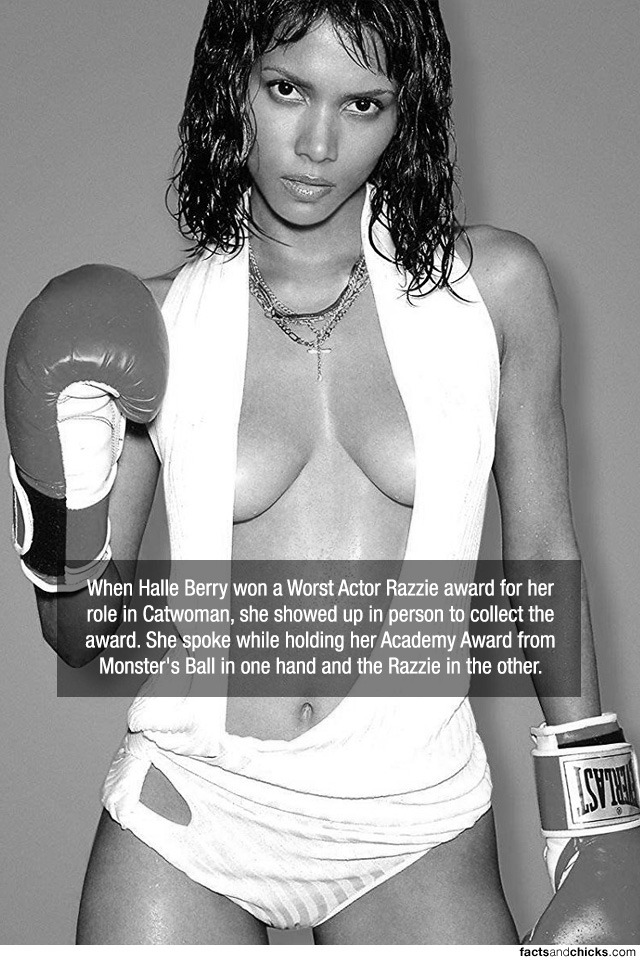 When Halle Berry won a Worst Actor Razzie award for her
role in Catwoman, she showed up in person to collect the
award. She spoke while holding her Academy Award from
Monster's Ball in one hand and the Razzie in the other.
ERLAST
®
factsandchicks.com